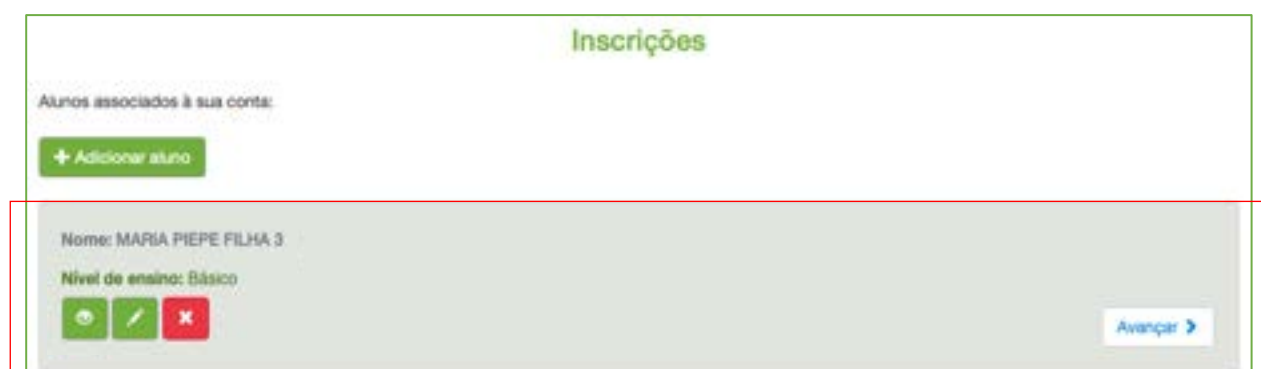 Inscrições
Alunos associados à sua conta:
Adicionar aluno
Nome: MARIA PIEPE FILHA 3
Nível de ensino: Básico
Avançar